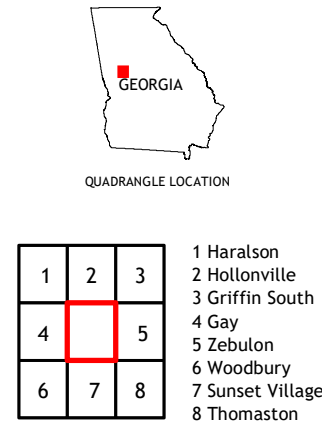 GEORGIA
QUADRANGLE LOCATION
1 2 3
4 5
6 7 8
1 Haralson
2 Hollonville
3 Griffin South
4 Gay
5 Zebulon
6 Woodbury
7 Sunset Village
8 Thomaston